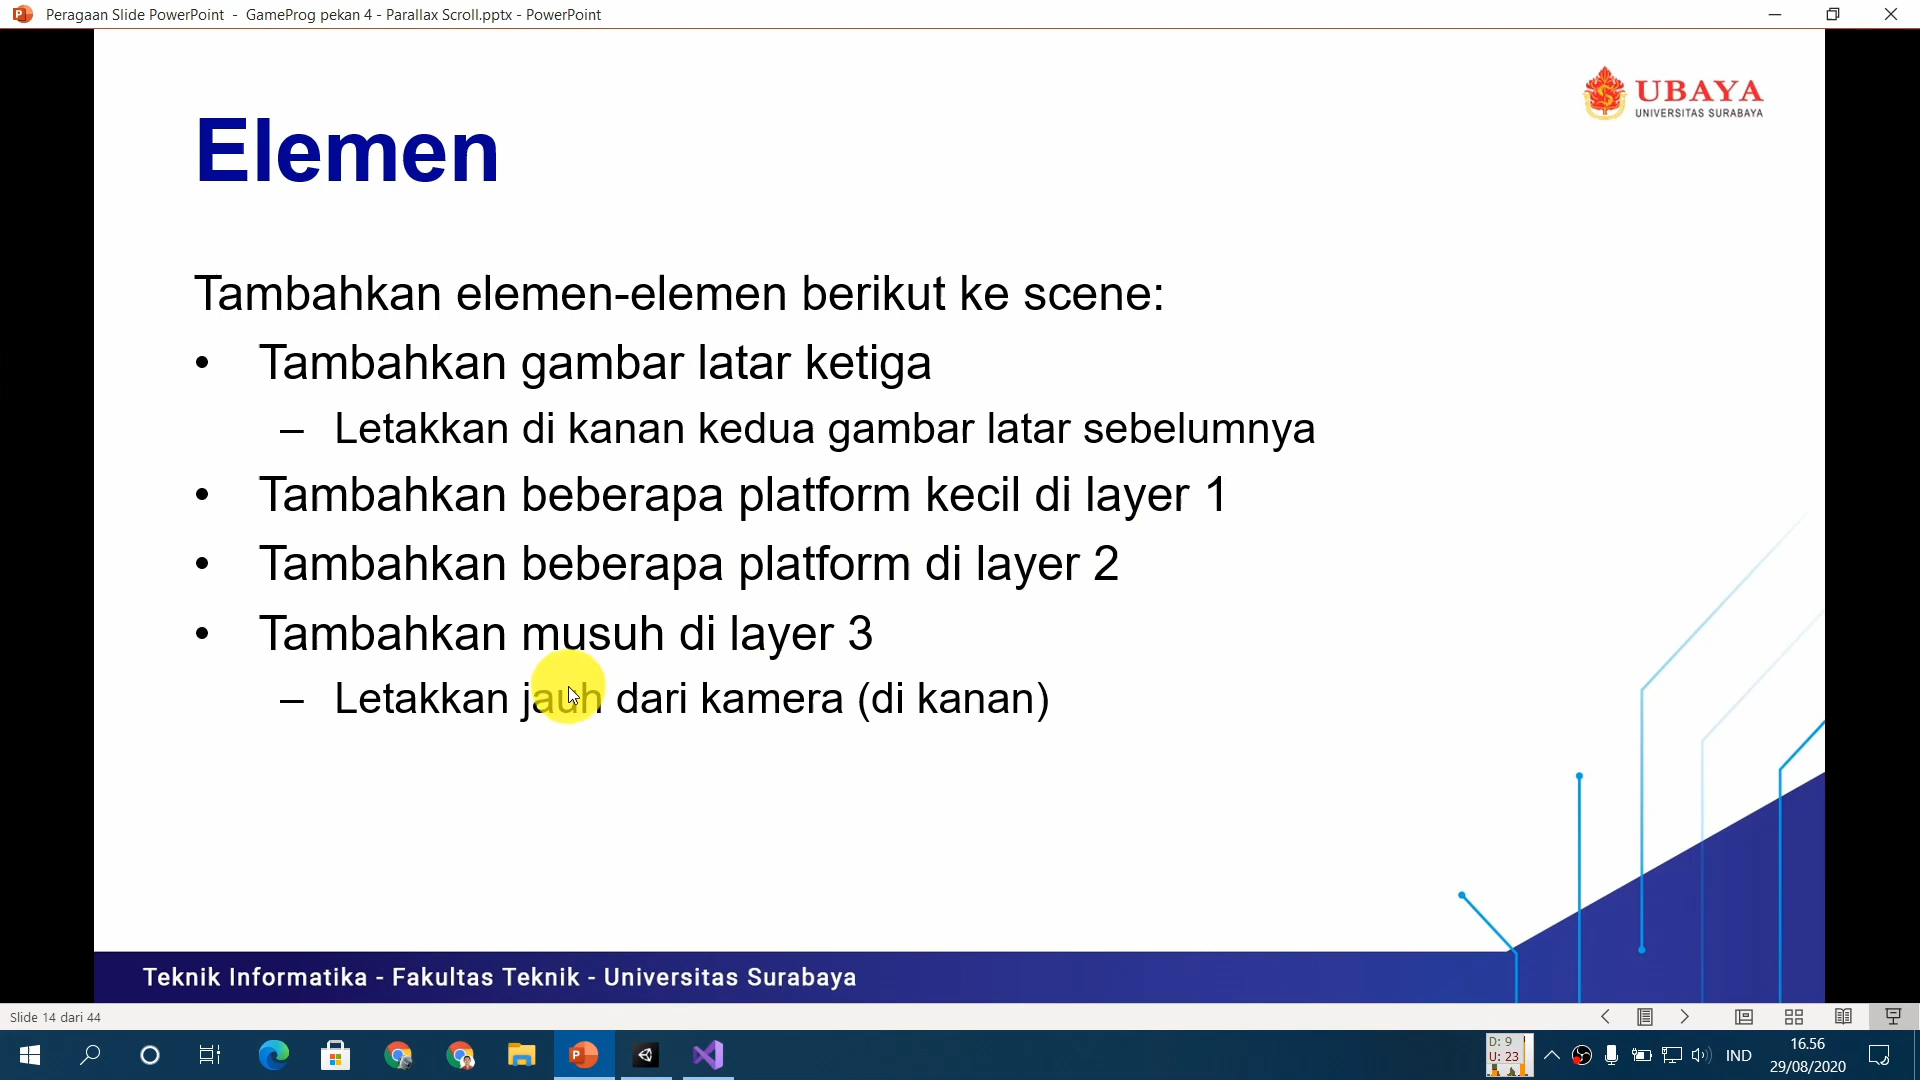 Peragaan Slide PowerPoint - GameProg pekan 4 - Parallax Scroll.pptx - PowerPoint
UBAYA
UNIVERSITAS SURABAYA
Elemen
Tambahkan elemen-elemen berikut ke scene:
• Tambahkan gambar latar ketiga
– Letakkan di kanan kedua gambar latar sebelumnya
• Tambahkan beberapa platform kecil di layer 1
• Tambahkan beberapa platform di layer 2
• Tambahkan musuh di layer 3
– Letakkan jauh dari kamera (di kanan)
Teknik Informatika - Fakultas Teknik - Universitas Surabaya
Slide 14 dari 44
D: 9
U: 23
IND
16.56
29/08/2020